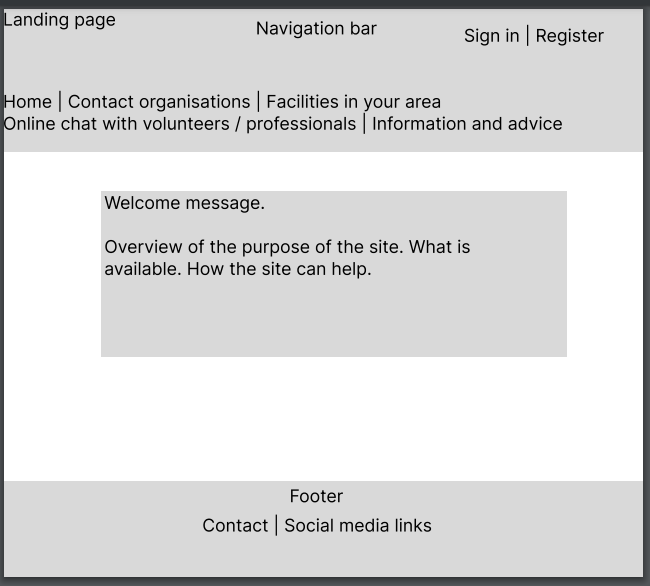 Landing page
Navigation bar
Sign in | Register
Home | Contact organisations | Facilities in your area
Online chat with volunteers / professionals | Information and advice
Welcome message.
Overview of the purpose of the site. What is
available. How the site can help.
Footer
Contact | Social media links